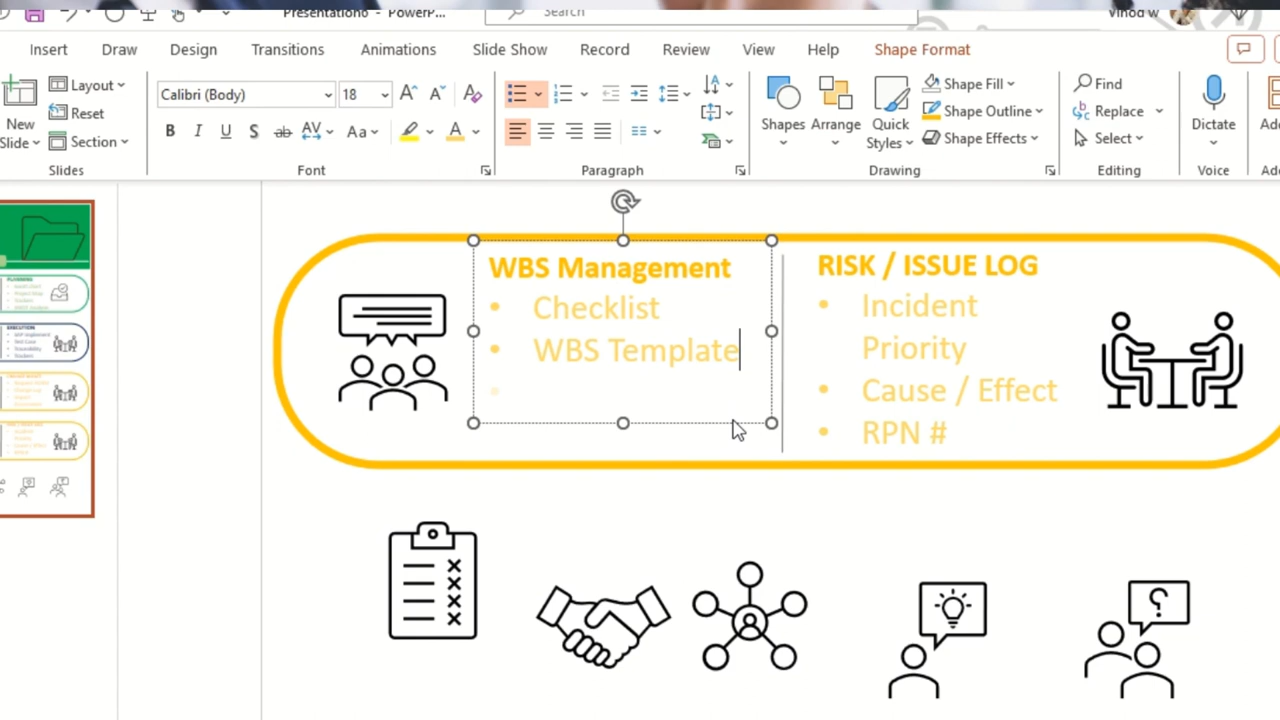 PowerP...
Search
Vinod w
Insert Draw Design Transitions Animations Slide Show Record Review View Help Shape Format
New Slide
Layout
Reset
Section
Slides
Calibri (Body) 18
A A A
B I U S ab AV Aa A
Font
Paragraph
Shapes
Arrange
Quick Styles
Shape Fill
Shape Outline
Shape Effects
Drawing
Find
Replace
Select
Editing
Dictate
Voice
WBS Management
• Checklist
• WBS Template
•
RISK / ISSUE LOG
• Incident
Priority
• Cause / Effect
• RPN #
PLANNING
EXECUTION